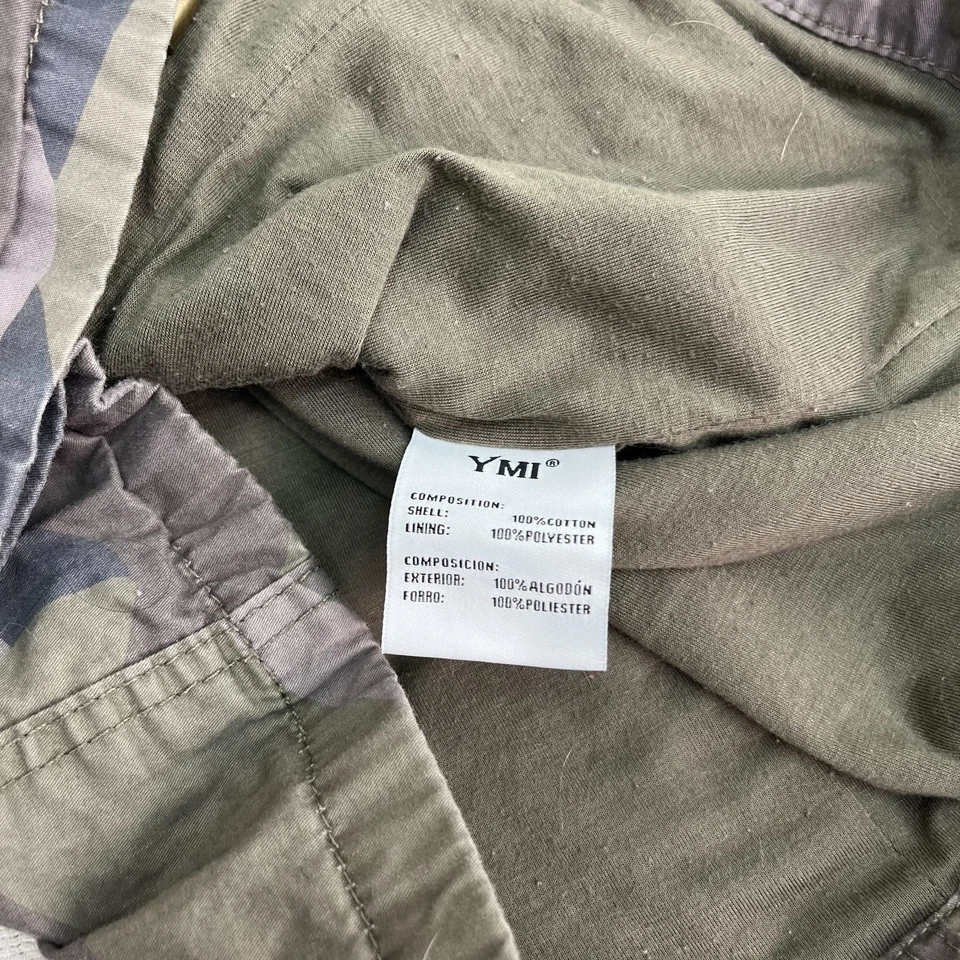 YMI®
COMPOSITION:
SHELL: 100%COTTON
LINING: 100%POLYESTER
COMPOSICION:
EXTERIOR: 100%ALGODÓN
FORRO: 100%POLIESTER